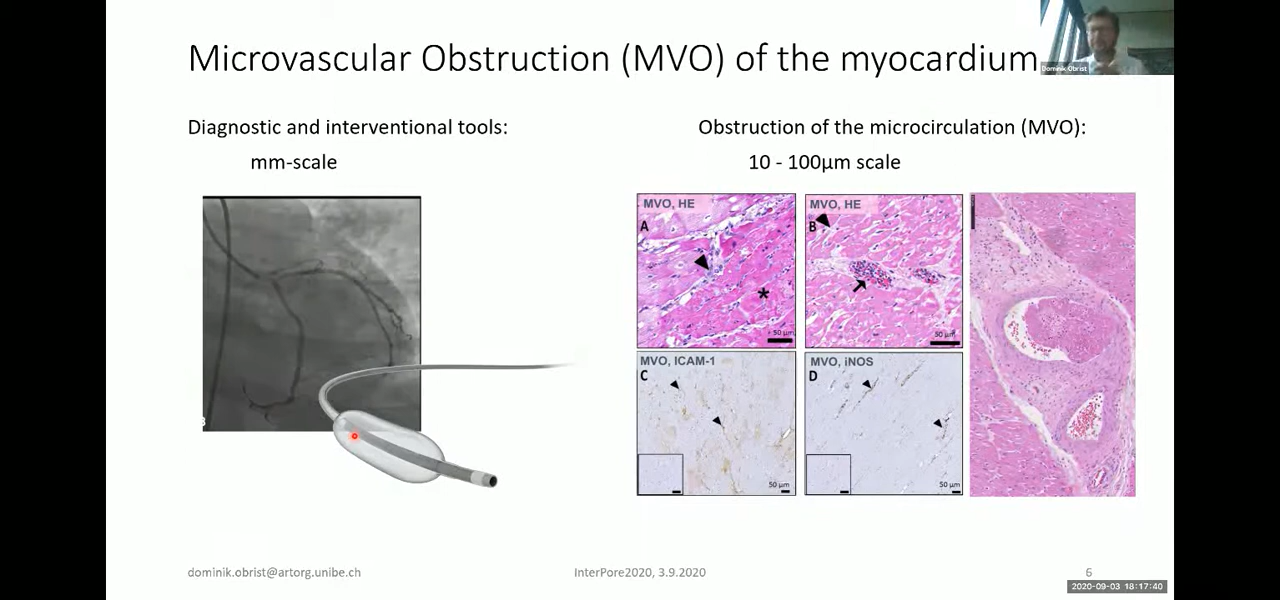 Microvascular Obstruction (MVO) of the myocardium
Dominik Obrist
Diagnostic and interventional tools:
mm-scale
Obstruction of the microcirculation (MVO):
10 - 100µm scale
MVO, HE
A
50 µm
MVO, HE
B
50 µm
MVO, ICAM-1
C
50 µm
MVO, iNOS
D
50 µm
dominik.obrist@artorg.unibe.ch
InterPore2020, 3.9.2020
6
2020-09-03 18:17:40